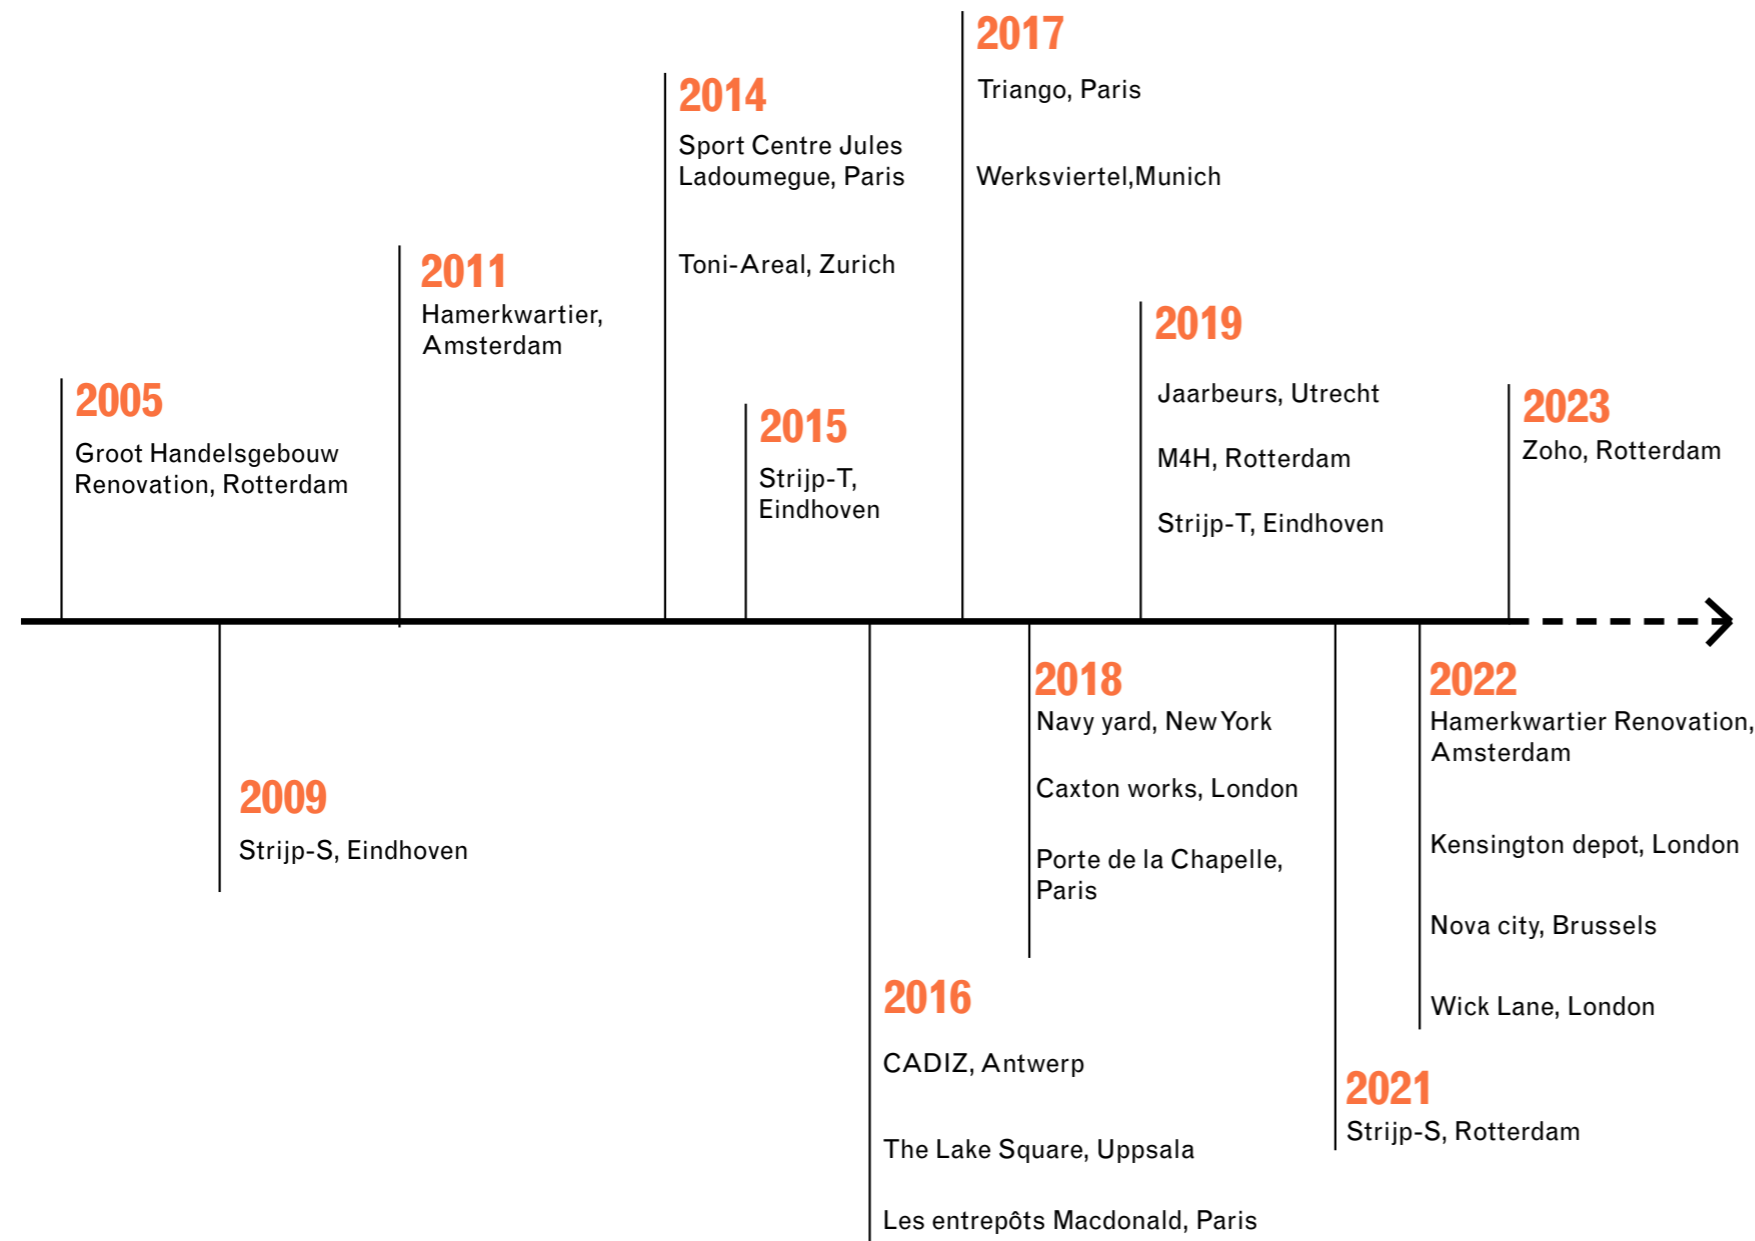 2005
Groot Handelsgebouw
Renovation, Rotterdam
2009
Strijp-S, Eindhoven
2011
Hamerkwartier,
Amsterdam
2014
Sport Centre Jules
Ladoumegue, Paris
Toni-Areal, Zurich
2015
Strijp-T,
Eindhoven
2016
CADIZ, Antwerp
The Lake Square, Uppsala
Les entrepôts Macdonald, Paris
2017
Triango, Paris
Werksviertel,Munich
2018
Navy yard, New York
Caxton works, London
Porte de la Chapelle,
Paris
2019
Jaarbeurs, Utrecht
M4H, Rotterdam
Strijp-T, Eindhoven
2021
Strijp-S, Rotterdam
2022
Hamerkwartier Renovation,
Amsterdam
Kensington depot, London
Nova city, Brussels
Wick Lane, London
2023
Zoho, Rotterdam